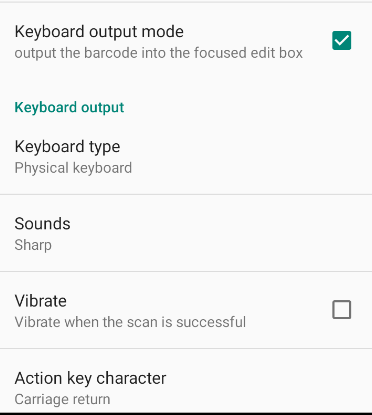 Keyboard output mode
output the barcode into the focused edit box
Keyboard output
Keyboard type
Physical keyboard
Sounds
Sharp
Vibrate
Vibrate when the scan is successful
Action key character
Carriage return